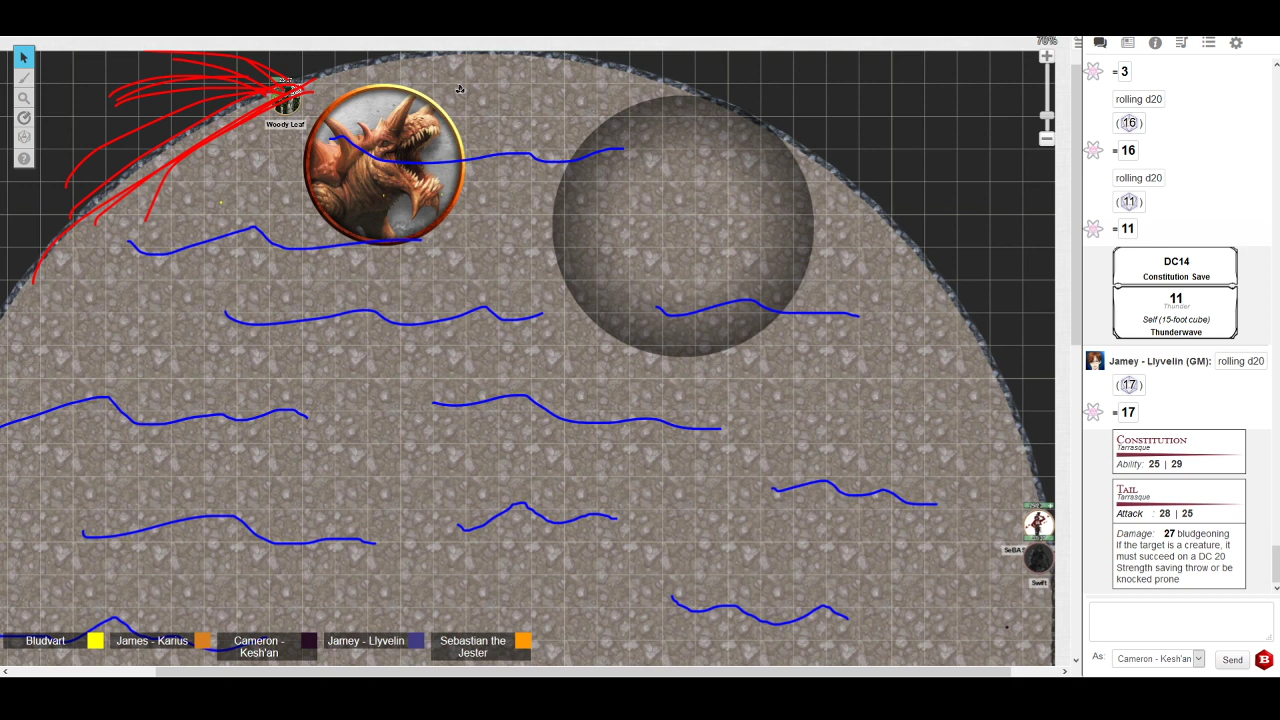 70%
Woody Leaf
SeBAS
Swift
Bludvart
James - Karius
Cameron -
Kesh'an
Jamey - Llyvelin
Sebastian the
Jester
= 3
rolling d20
(16)
= 16
rolling d20
(11)
= 11
DC14
Constitution Save
11
Thunder
Self (15-foot cube)
Thunderwave
Jamey - Llyvelin (GM): rolling d20
(17)
= 17
Constitution
Tarrasque
Ability: 25 | 29
Tail
Tarrasque
Attack : 28 | 25
Damage: 27 bludgeoning
If the target is a creature, it
must succeed on a DC 20
Strength saving throw or be
knocked prone
As: Cameron - Kesh'an Send